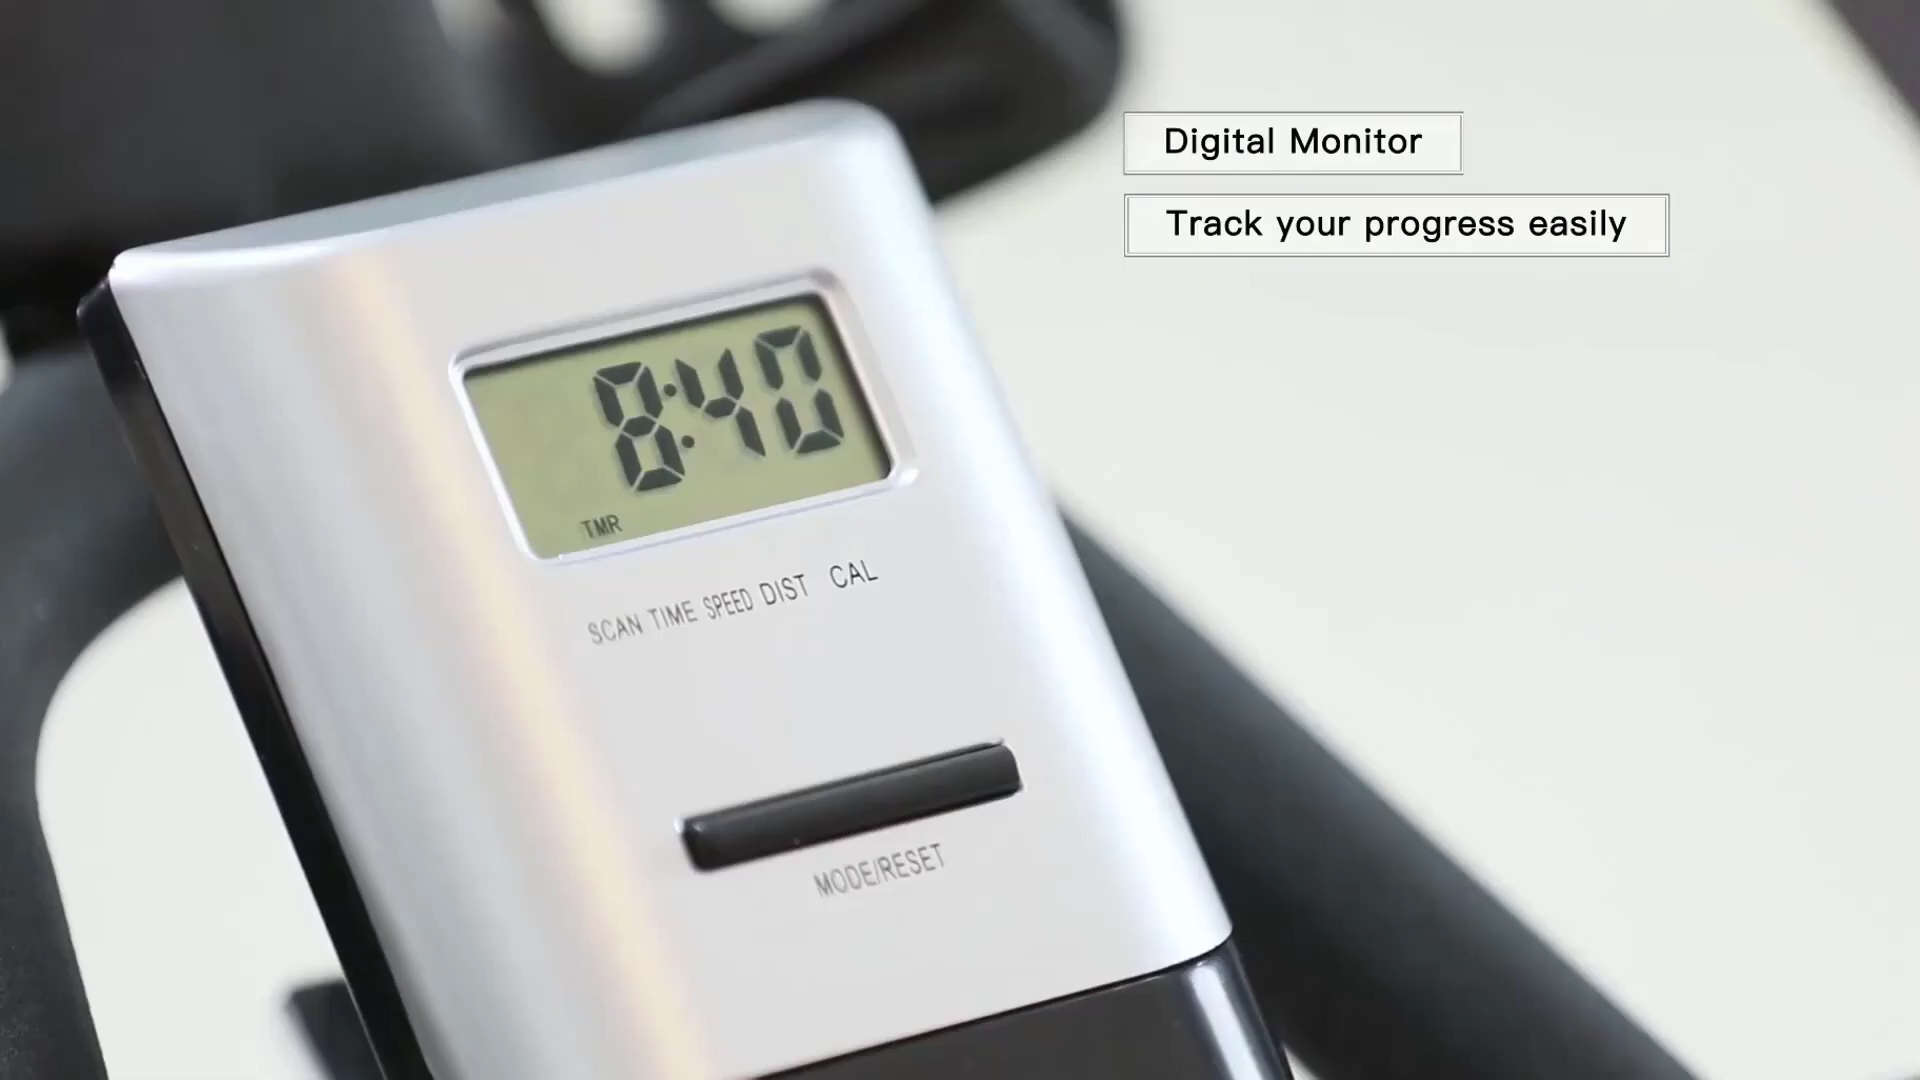 Digital Monitor
Track your progress easily
8:40
TMR
SCAN TIME SPEED DIST CAL
MODE/RESET